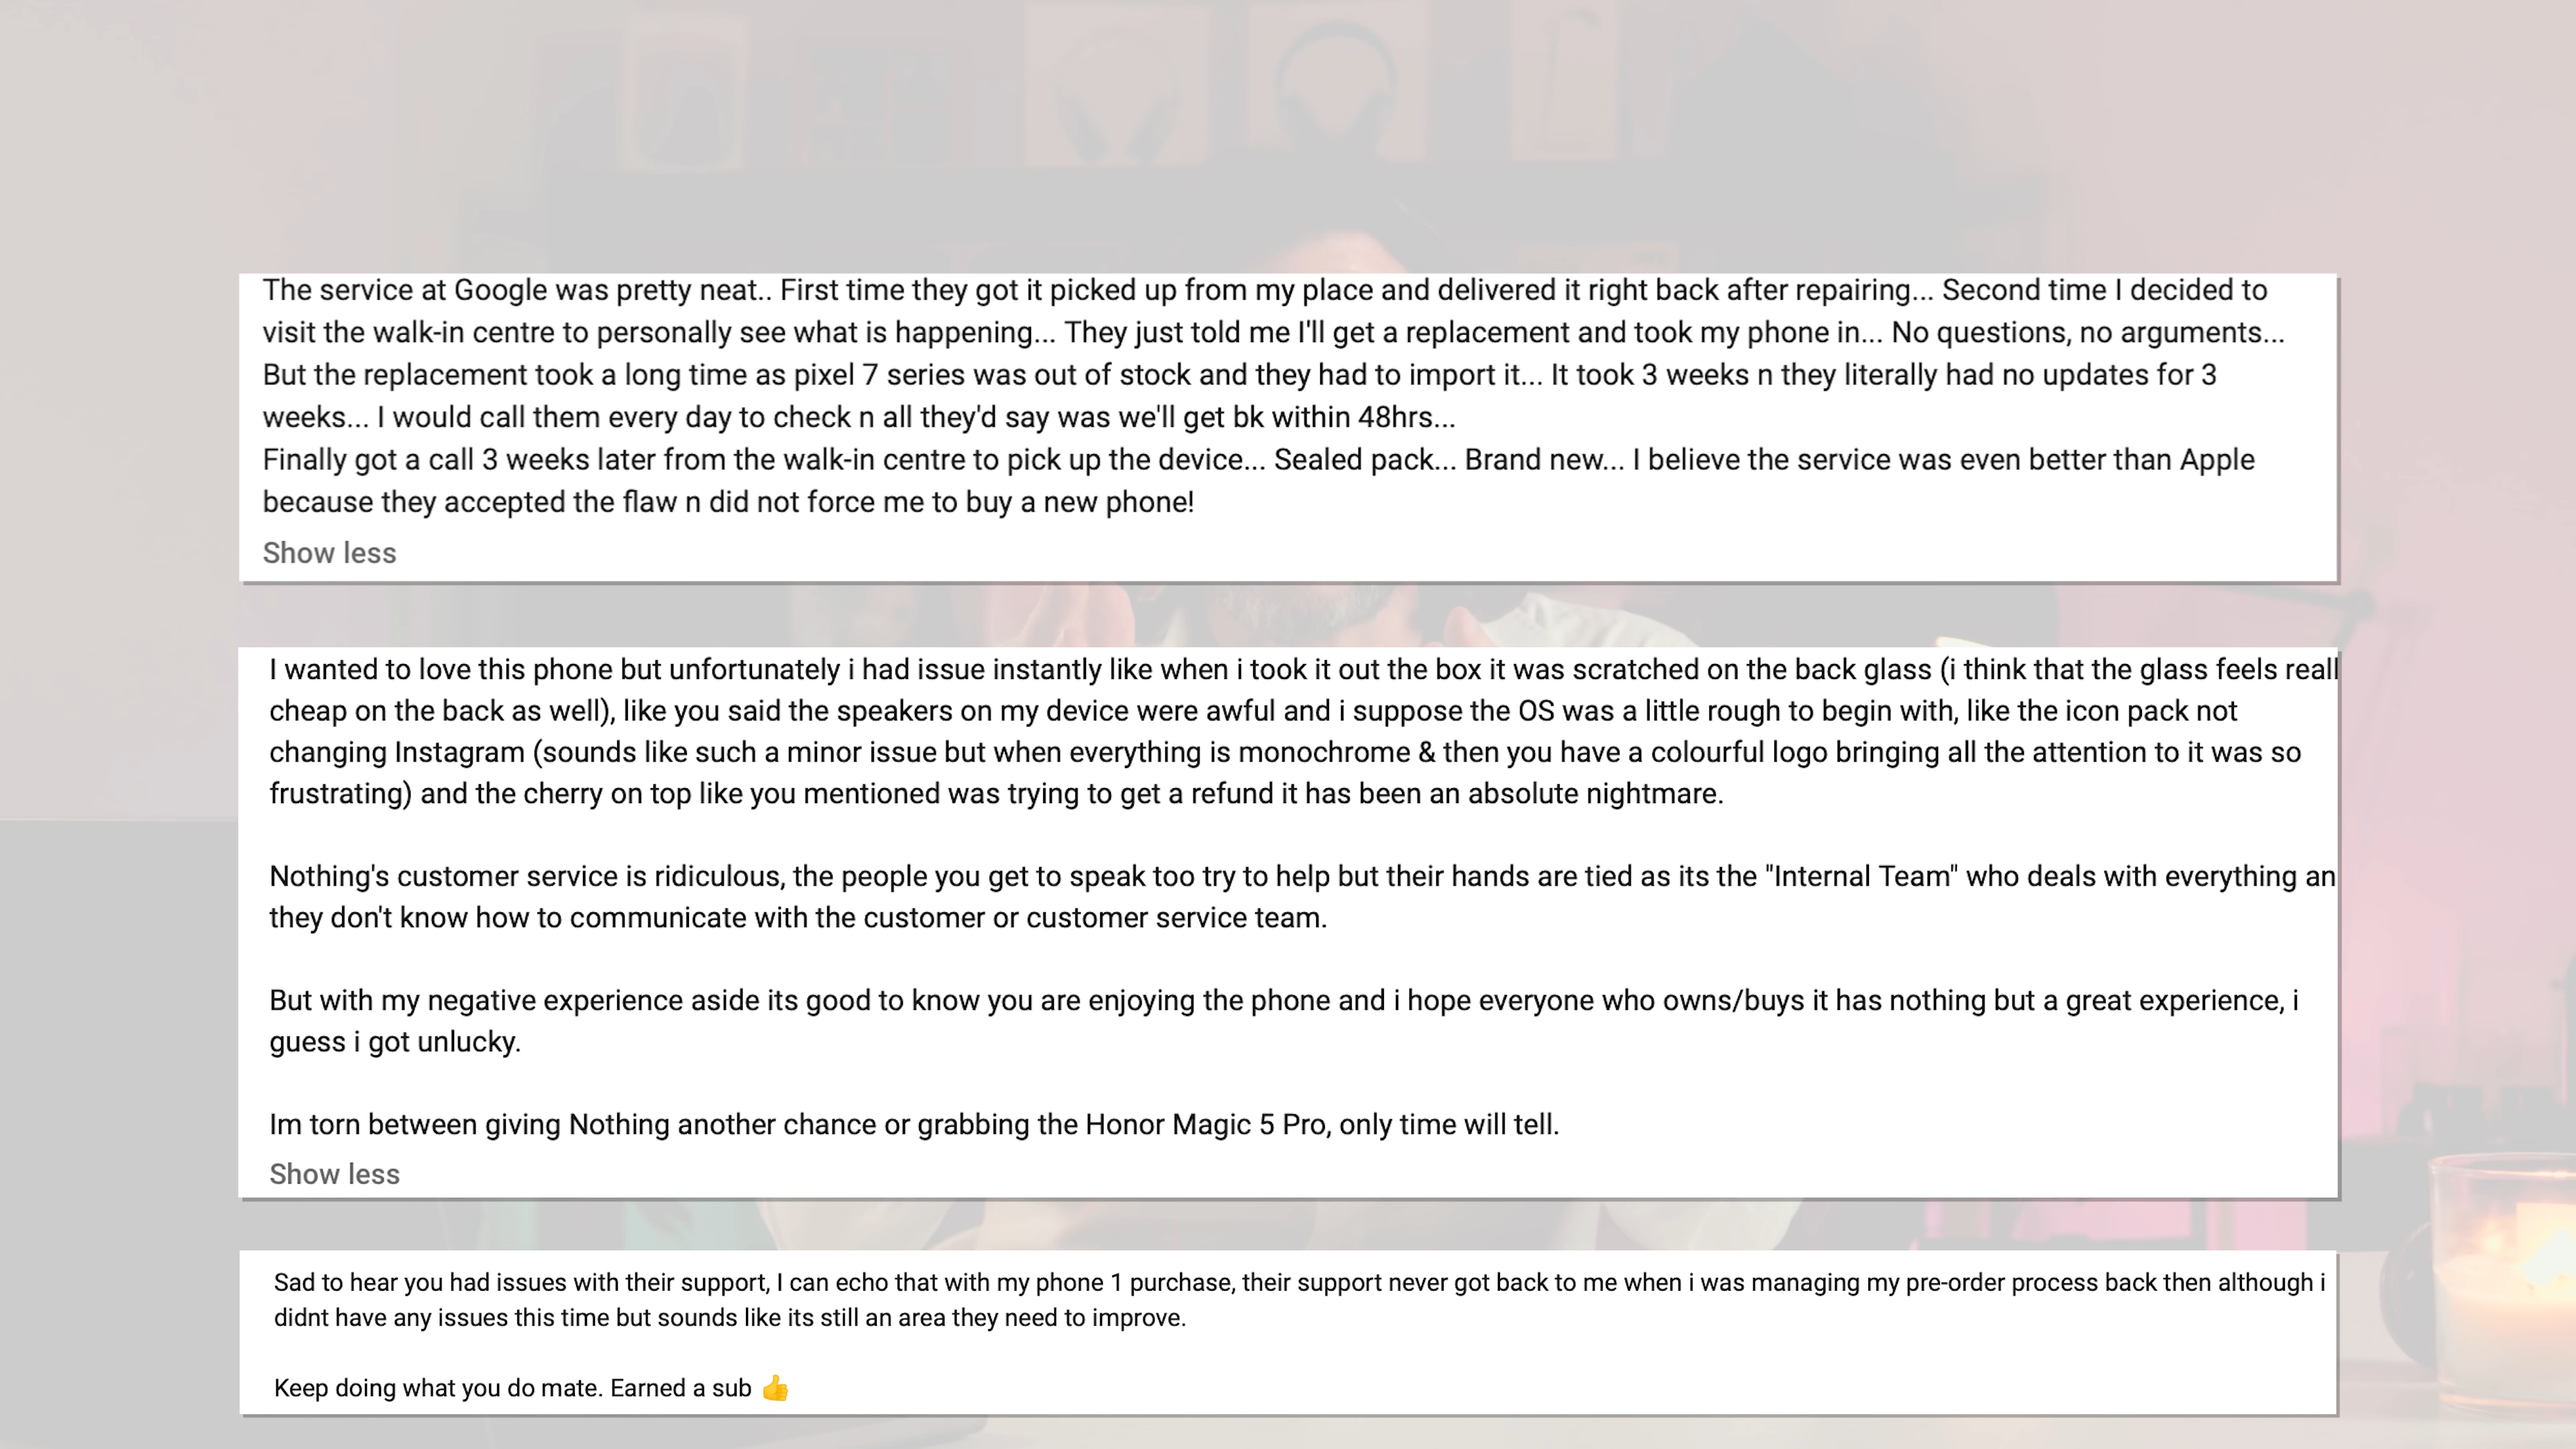 The service at Google was pretty neat.. First time they got it picked up from my place and delivered it right back after repairing... Second time I decided to
visit the walk-in centre to personally see what is happening... They just told me I'll get a replacement and took my phone in... No questions, no arguments...
But the replacement took a long time as pixel 7 series was out of stock and they had to import it... It took 3 weeks n they literally had no updates for 3
weeks... I would call them every day to check n all they'd say was we'll get bk within 48hrs...
Finally got a call 3 weeks later from the walk-in centre to pick up the device... Sealed pack... Brand new... I believe the service was even better than Apple
because they accepted the flaw n did not force me to buy a new phone!
Show less
I wanted to love this phone but unfortunately i had issue instantly like when i took it out the box it was scratched on the back glass (i think that the glass feels reall
cheap on the back as well), like you said the speakers on my device were awful and i suppose the OS was a little rough to begin with, like the icon pack not
changing Instagram (sounds like such a minor issue but when everything is monochrome & then you have a colourful logo bringing all the attention to it was so
frustrating) and the cherry on top like you mentioned was trying to get a refund it has been an absolute nightmare.
Nothing's customer service is ridiculous, the people you get to speak too try to help but their hands are tied as its the "Internal Team" who deals with everything an
they don't know how to communicate with the customer or customer service team.
But with my negative experience aside its good to know you are enjoying the phone and i hope everyone who owns/buys it has nothing but a great experience, i
guess i got unlucky.
Im torn between giving Nothing another chance or grabbing the Honor Magic 5 Pro, only time will tell.
Show less
Sad to hear you had issues with their support, I can echo that with my phone 1 purchase, their support never got back to me when i was managing my pre-order process back then although i
didnt have any issues this time but sounds like its still an area they need to improve.
Keep doing what you do mate. Earned a sub 👍